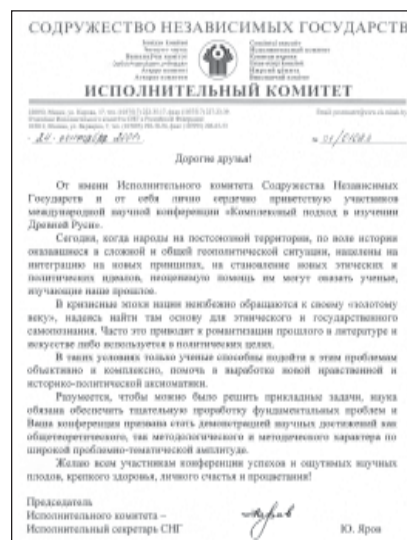 СОДРУЖЕСТВО НЕЗАВИСИМЫХ ГОСУДАРСТВ
ИСПОЛНИТЕЛЬНЫЙ КОМИТЕТ
Дорогие друзья!
От имени Исполнительного комитета Содружества Независимых
Государств и от себя лично сердечно приветствую участников
международной научной конференции «Комплексный подход в изучении
Древней Руси».
Сегодня, когда народы на постсоюзной территории, по воле истории
оказавшиеся в сложной и общей геополитической ситуации, нацелены на
интеграцию на новых принципах, на становление новых этических и
политических идеалов, неоценимую помощь им могут оказать ученые,
изучающие наше прошлое.
В кризисные эпохи нации неизбежно обращаются к своему «золотому
веку», надеясь найти там основу для этнического и государственного
самопознания. Часто это приводит к романтизации прошлого в литературе и
искусстве либо используется в политических целях.
В таких условиях только ученые способны подойти к этим проблемам
объективно и комплексно, помочь в выработке новой нравственной и
историко-политической аксиоматики.
Разумеется, чтобы можно было решить прикладные задачи, наука
обязана обеспечить тщательную проработку фундаментальных проблем и
Ваша конференция призвана стать демонстрацией научных достижений как
общетеоретического, так методологического и методического характера по
широкой проблемно-тематической амплитуде.
Желаю всем участникам конференции успехов и ощутимых научных
плодов, крепкого здоровья, личного счастья и процветания!
Председатель
Исполнительного комитета –
Исполнительный секретарь СНГ Ю. Яров